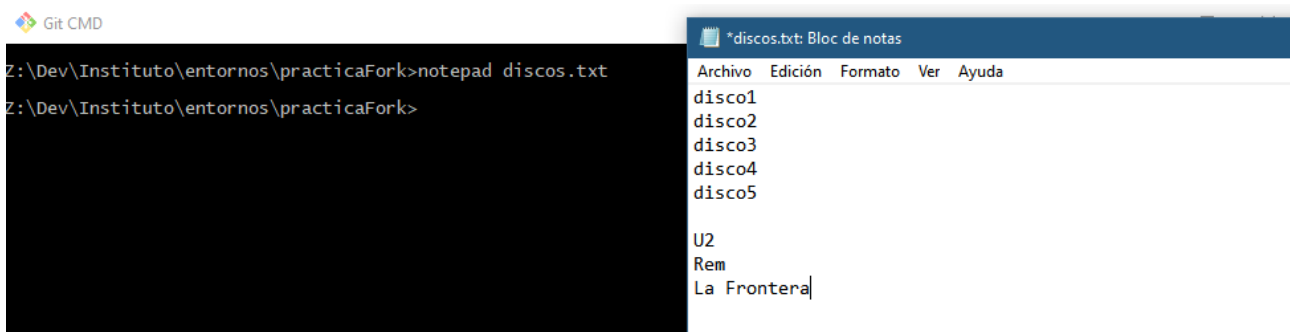 Git CMD
Z:\Dev\Instituto\entornos\practicaFork>notepad discos.txt
Z:\Dev\Instituto\entornos\practicaFork>
*discos.txt: Bloc de notas
Archivo Edición Formato Ver Ayuda
disco1
disco2
disco3
disco4
disco5
U2
Rem
La Frontera